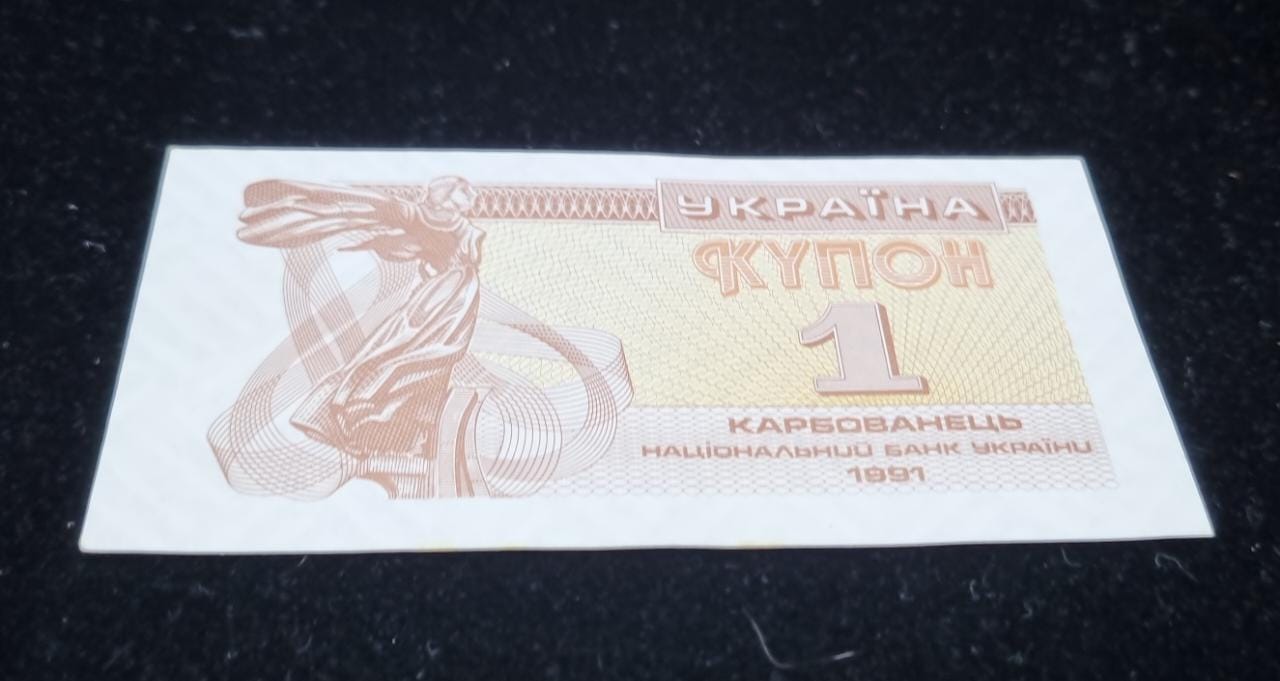 УКРАЇНА
КУПОН
1
КАРБОВАНЕЦЬ
НАЦІОНАЛЬНИЙ БАНК УКРАЇНИ
1991